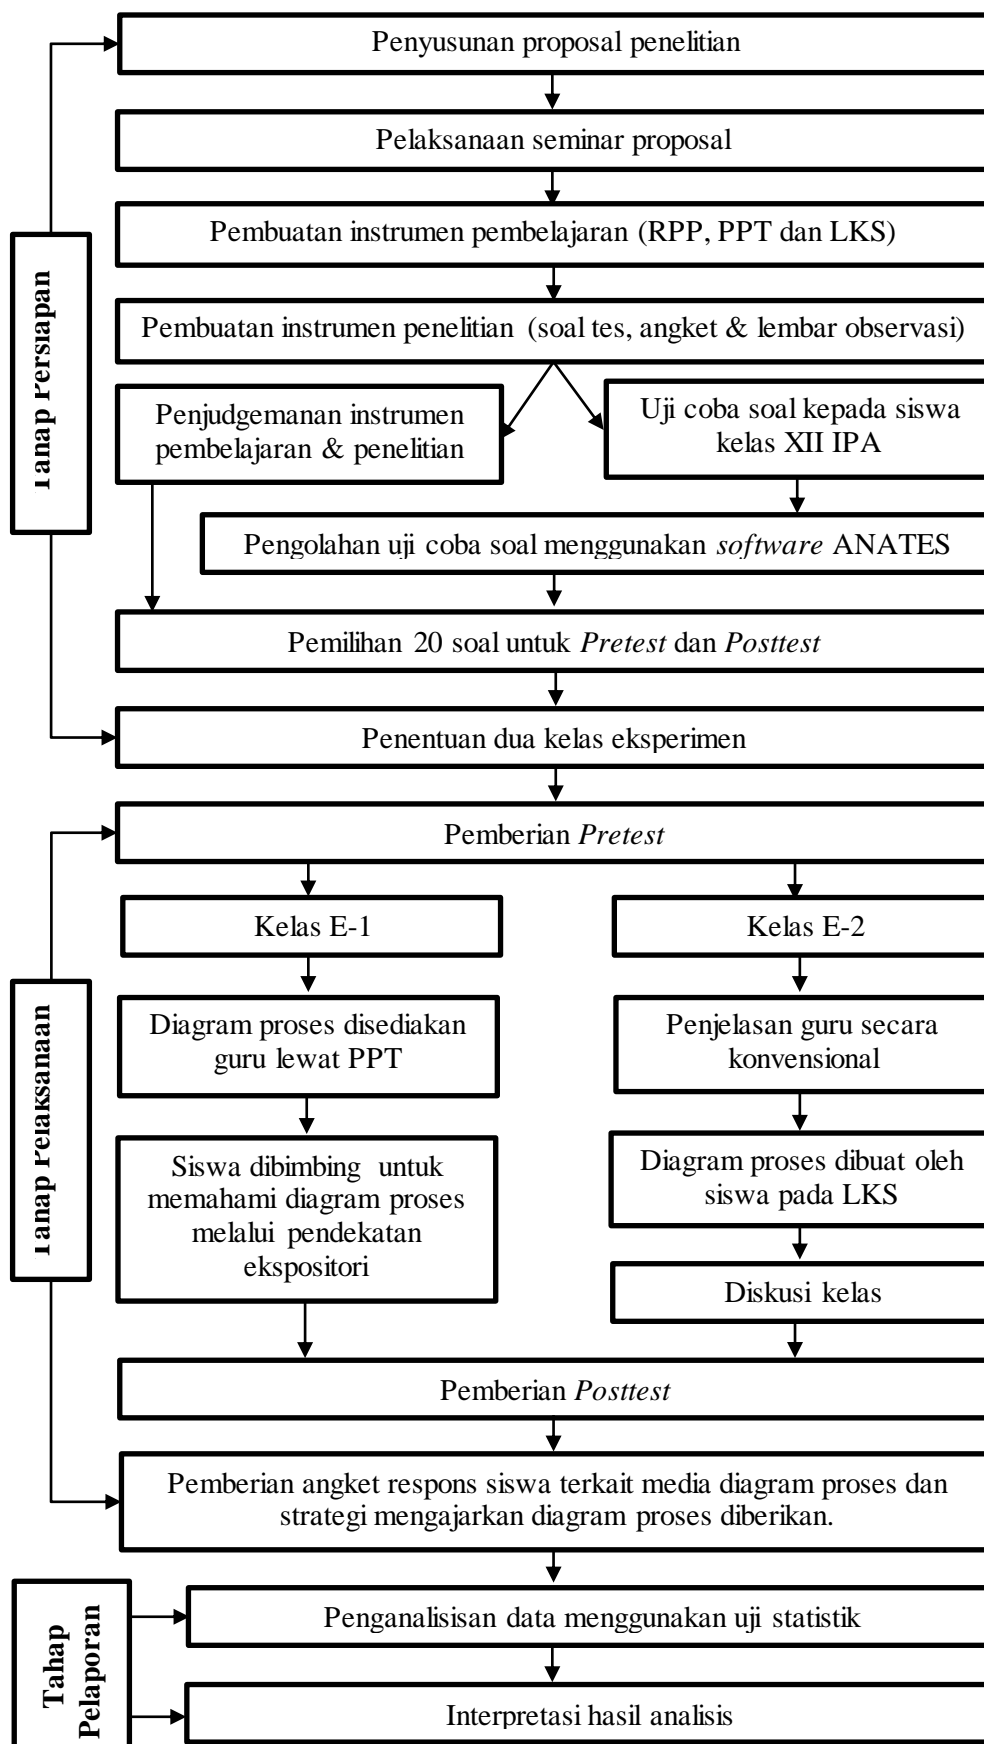 Penyusunan proposal penelitian
Pelaksanaan seminar proposal
Pembuatan instrumen pembelajaran (RPP, PPT dan LKS)
Pembuatan instrumen penelitian (soal tes, angket & lembar observasi)
Tahap Persiapan
Penjudgemanan instrumen
pembelajaran & penelitian
Uji coba soal kepada siswa
kelas XII IPA
Pengolahan uji coba soal menggunakan software ANATES
Pemilihan 20 soal untuk Pretest dan Posttest
Penentuan dua kelas eksperimen
Pemberian Pretest
Kelas E-1
Kelas E-2
Tahap Pelaksanaan
Diagram proses disediakan
guru lewat PPT
Penjelasan guru secara
konvensional
Siswa dibimbing untuk
memahami diagram proses
melalui pendekatan
ekspositori
Diagram proses dibuat oleh
siswa pada LKS
Diskusi kelas
Pemberian Posttest
Pemberian angket respons siswa terkait media diagram proses dan
strategi mengajarkan diagram proses diberikan.
Tahap
Pelaporan
Penganalisisan data menggunakan uji statistik
Interpretasi hasil analisis